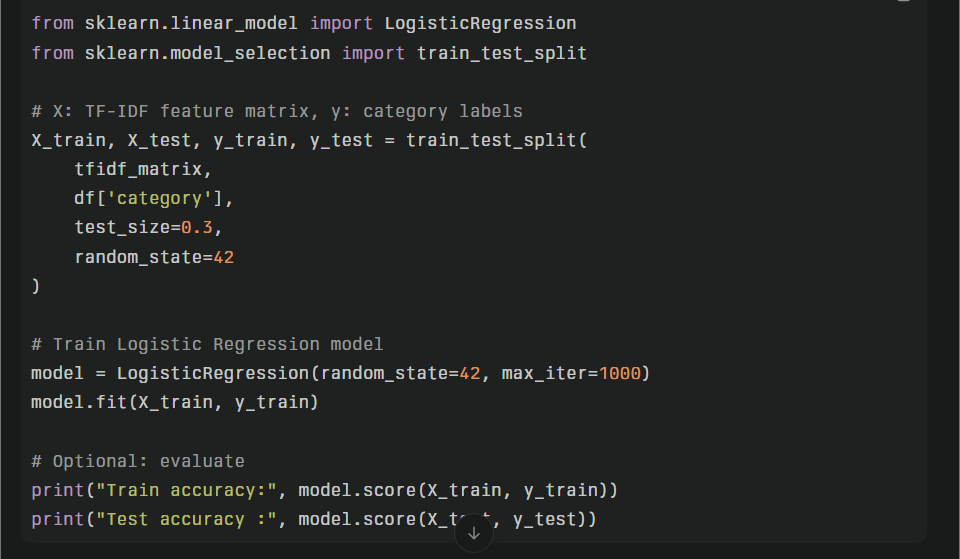 from sklearn.linear_model import LogisticRegression
from sklearn.model_selection import train_test_split
# X: TF-IDF feature matrix, y: category labels
X_train, X_test, y_train, y_test = train_test_split(
    tfidf_matrix,
    df['category'],
    test_size=0.3,
    random_state=42
)
# Train Logistic Regression model
model = LogisticRegression(random_state=42, max_iter=1000)
model.fit(X_train, y_train)
# Optional: evaluate
print("Train accuracy:", model.score(X_train, y_train))
print("Test accuracy :", model.score(X_test, y_test))